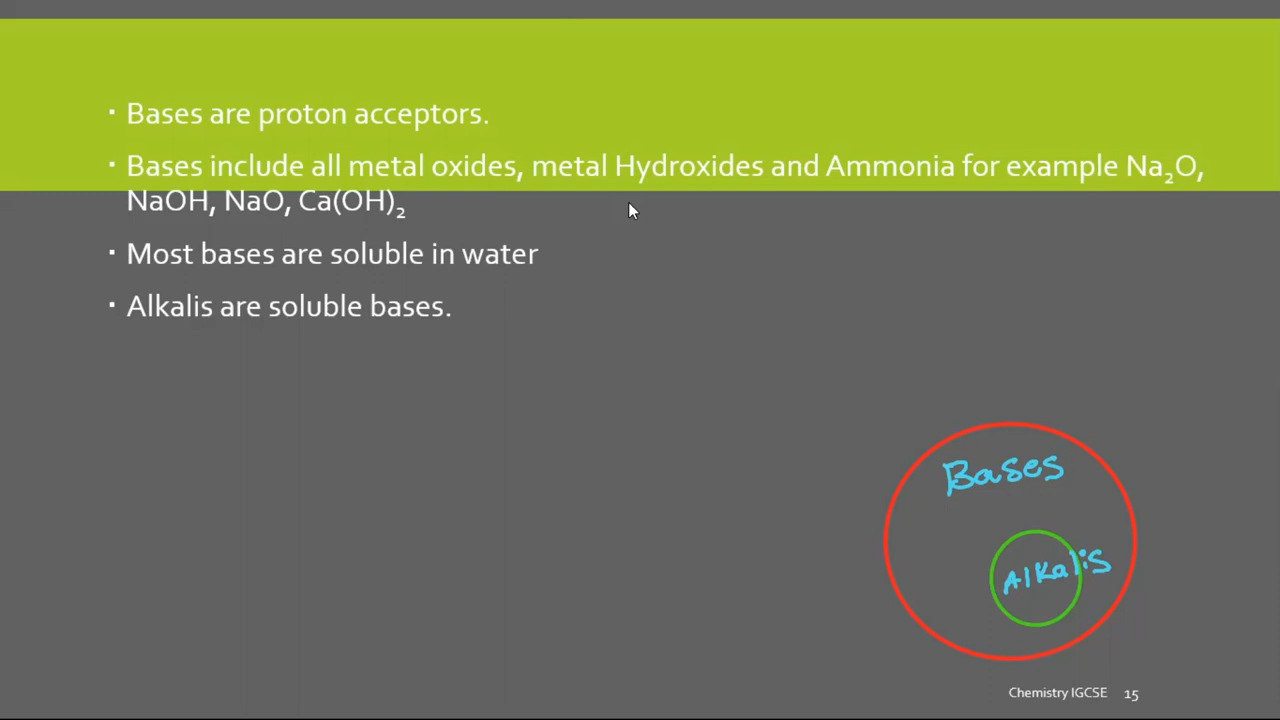 ▪ Bases are proton acceptors.
▪ Bases include all metal oxides, metal Hydroxides and Ammonia for example Na₂O,
NaOH, NaO, Ca(OH)₂
▪ Most bases are soluble in water
▪ Alkalis are soluble bases.
Bases
Alkalis
Chemistry IGCSE 15